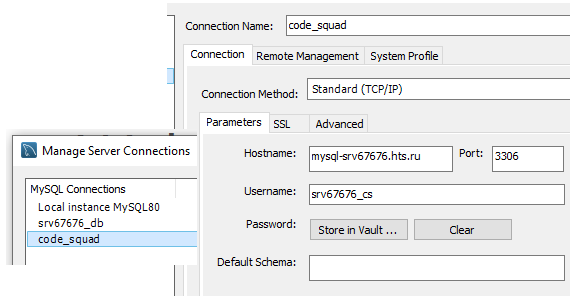 Connection Name: code_squad
Connection Remote Management System Profile
Connection Method: Standard (TCP/IP)
Parameters SSL Advanced
Hostname: mysql-srv67676.hts.ru Port: 3306
Username: srv67676_cs
Password: Store in Vault ... Clear
Default Schema:
Manage Server Connections
MySQL Connections
Local instance MySQL80
srv67676_db
code_squad